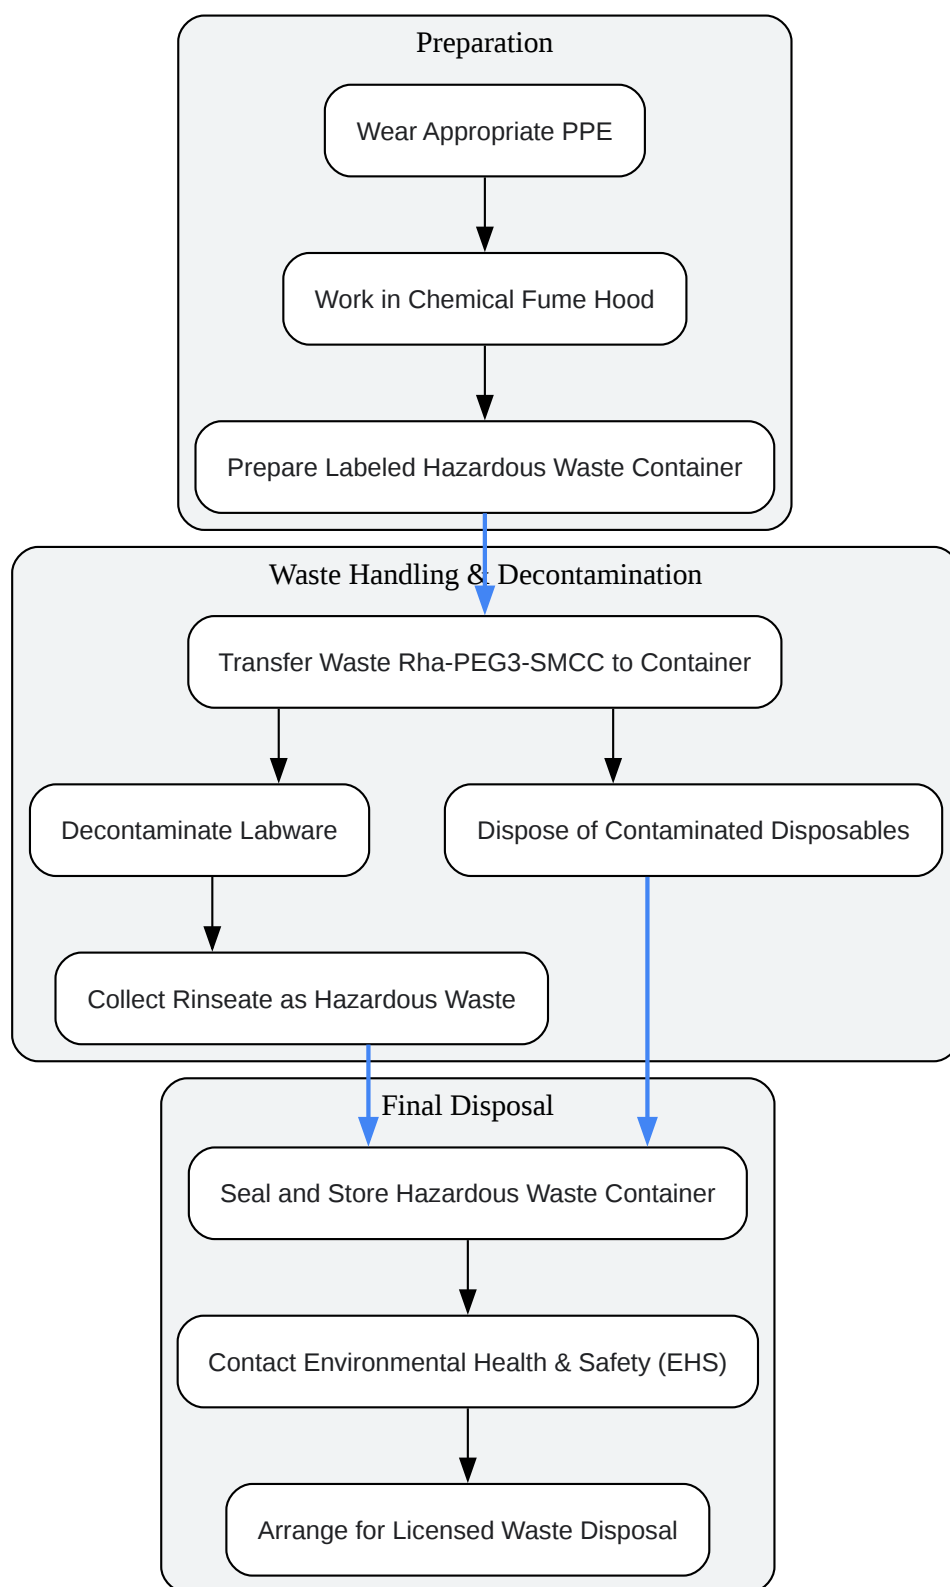 Preparation
Wear Appropriate PPE
Work in Chemical Fume Hood
Prepare Labeled Hazardous Waste Container
Waste Handling & Decontamination
Transfer Waste Rha-PEG3-SMCC to Container
Decontaminate Labware
Dispose of Contaminated Disposables
Collect Rinseate as Hazardous Waste
Final Disposal
Seal and Store Hazardous Waste Container
Contact Environmental Health & Safety (EHS)
Arrange for Licensed Waste Disposal